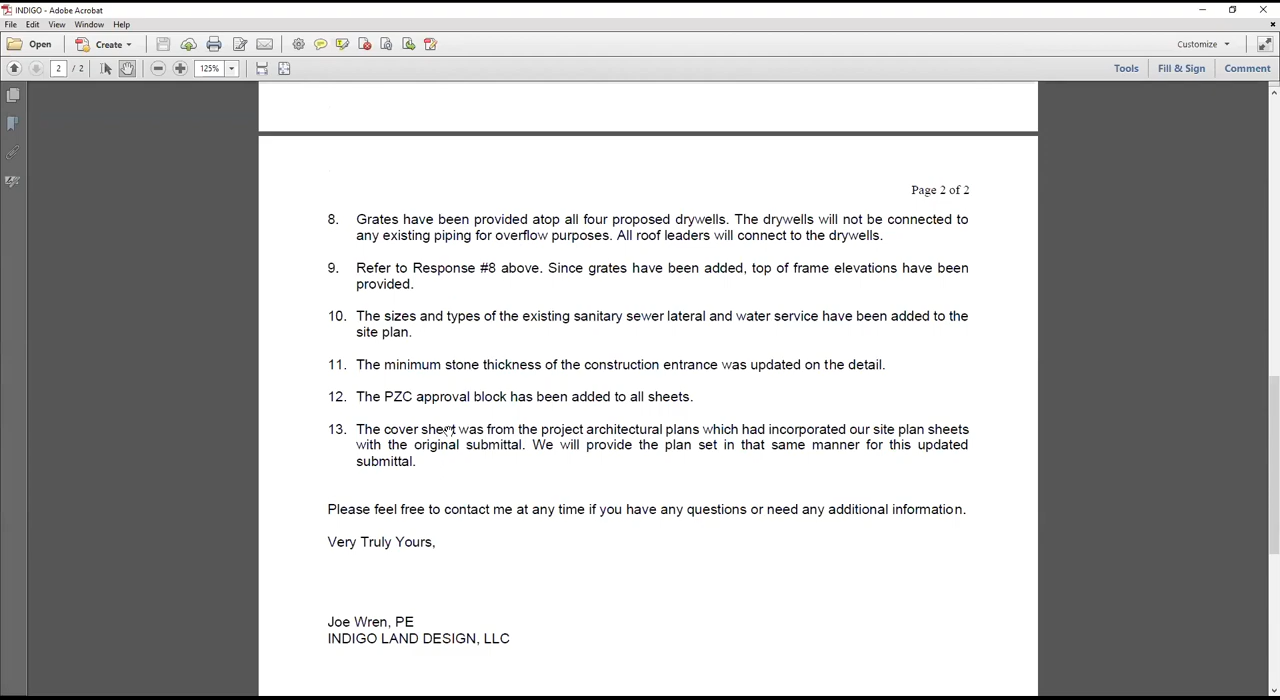 INDIGO - Adobe Acrobat
File Edit View Window Help
Open Create Customize
2 / 2 125% Tools Fill & Sign Comment
Page 2 of 2
8. Grates have been provided atop all four proposed drywells. The drywells will not be connected to
any existing piping for overflow purposes. All roof leaders will connect to the drywells.
9. Refer to Response #8 above. Since grates have been added, top of frame elevations have been
provided.
10. The sizes and types of the existing sanitary sewer lateral and water service have been added to the
site plan.
11. The minimum stone thickness of the construction entrance was updated on the detail.
12. The PZC approval block has been added to all sheets.
13. The cover sheet was from the project architectural plans which had incorporated our site plan sheets
with the original submittal. We will provide the plan set in that same manner for this updated
submittal.
Please feel free to contact me at any time if you have any questions or need any additional information.
Very Truly Yours,
Joe Wren, PE
INDIGO LAND DESIGN, LLC